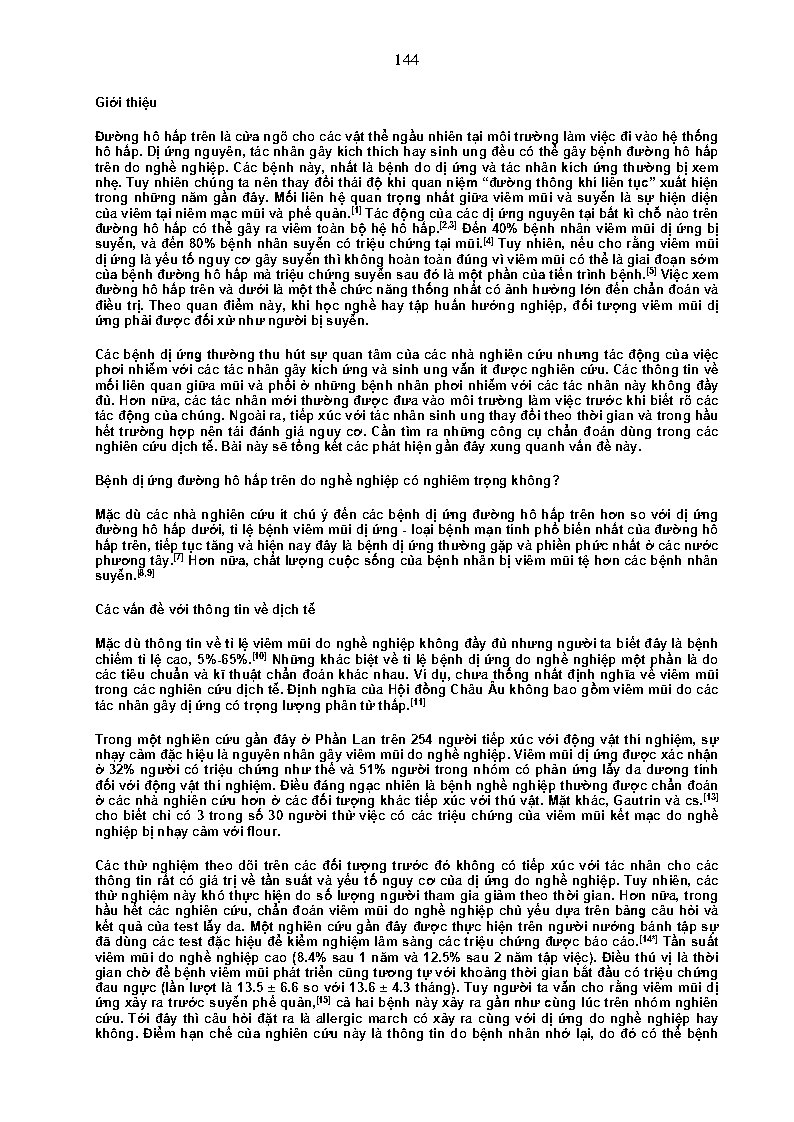 144
Giới thiệu
Đường hô hấp trên là cửa ngõ cho các vật thể ngẫu nhiên tại môi trường làm việc đi vào hệ thống
hô hấp. Dị ứng nguyên, tác nhân gây kích thích hay sinh ung đều có thể gây bệnh đường hô hấp
trên do nghề nghiệp. Các bệnh này, nhất là bệnh do dị ứng và tác nhân kích ứng thường bị xem
nhẹ. Tuy nhiên chúng ta nên thay đổi thái độ khi quan niệm “đường thông khí liên tục” xuất hiện
trong những năm gần đây. Mối liên hệ quan trọng nhất giữa viêm mũi và suyễn là sự hiện diện
của viêm tại niêm mạc mũi và phế quản.[1] Tác động của các dị ứng nguyên tại bất kì chỗ nào trên
đường hô hấp có thể gây ra viêm toàn bộ hệ hô hấp.[2,3] Đến 40% bệnh nhân viêm mũi dị ứng bị
suyễn, và đến 80% bệnh nhân suyễn có triệu chứng tại mũi.[4] Tuy nhiên, nếu cho rằng viêm mũi
dị ứng là yếu tố nguy cơ gây suyễn thì không hoàn toàn đúng vì viêm mũi có thể là giai đoạn sớm
của bệnh đường hô hấp mà triệu chứng suyễn sau đó là một phần của tiến trình bệnh.[5] Việc xem
đường hô hấp trên và dưới là một thể chức năng thống nhất có ảnh hưởng lớn đến chẩn đoán và
điều trị. Theo quan điểm này, khi học nghề hay tập huấn hướng nghiệp, đối tượng viêm mũi dị
ứng phải được đối xử như người bị suyễn.
Các bệnh dị ứng thường thu hút sự quan tâm của các nhà nghiên cứu nhưng tác động của việc
phơi nhiễm với các tác nhân gây kích ứng và sinh ung vẫn ít được nghiên cứu. Các thông tin về
mối liên quan giữa mũi và phổi ở những bệnh nhân phơi nhiễm với các tác nhân này không đầy
đủ. Hơn nữa, các tác nhân mới thường được đưa vào môi trường làm việc trước khi biết rõ các
tác động của chúng. Ngoài ra, tiếp xúc với tác nhân sinh ung thay đổi theo thời gian và trong hầu
hết trường hợp nên tái đánh giá nguy cơ. Cần tìm ra những công cụ chẩn đoán dùng trong các
nghiên cứu dịch tễ. Bài này sẽ tổng kết các phát hiện gần đây xung quanh vấn đề này.
Bệnh dị ứng đường hô hấp trên do nghề nghiệp có nghiêm trọng không?
Mặc dù các nhà nghiên cứu ít chú ý đến các bệnh dị ứng đường hô hấp trên hơn so với dị ứng
đường hô hấp dưới, tỉ lệ bệnh viêm mũi dị ứng - loại bệnh mạn tính phổ biến nhất của đường hô
hấp trên, tiếp tục tăng và hiện nay đây là bệnh dị ứng thường gặp và phiền phức nhất ở các nước
phương tây.[7] Hơn nữa, chất lượng cuộc sống của bệnh nhân bị viêm mũi tệ hơn các bệnh nhân
suyễn.[8,9]
Các vấn đề với thông tin về dịch tễ
Mặc dù thông tin về tỉ lệ viêm mũi do nghề nghiệp không đầy đủ nhưng người ta biết đây là bệnh
chiếm tỉ lệ cao, 5%-65%.[10] Những khác biệt về tỉ lệ bệnh dị ứng do nghề nghiệp một phần là do
các tiêu chuẩn và kĩ thuật chẩn đoán khác nhau. Ví dụ, chưa thống nhất định nghĩa về viêm mũi
trong các nghiên cứu dịch tễ. Định nghĩa của Hội đồng Châu Âu không bao gồm viêm mũi do các
tác nhân gây dị ứng có trọng lượng phân tử thấp.[11]
Trong một nghiên cứu gần đây ở Phần Lan trên 254 người tiếp xúc với động vật thí nghiệm, sự
nhạy cảm đặc hiệu là nguyên nhân gây viêm mũi do nghề nghiệp. Viêm mũi dị ứng được xác nhận
ở 32% người có triệu chứng như thế và 51% người trong nhóm có phản ứng lẩy da dương tính
đối với động vật thí nghiệm. Điều đáng ngạc nhiên là bệnh nghề nghiệp thường được chẩn đoán
ở các nhà nghiên cứu hơn ở các đối tượng khác tiếp xúc với thú vật. Mặt khác, Gautrin và cs.[13]
cho biết chỉ có 3 trong số 30 người thử việc có các triệu chứng của viêm mũi kết mạc do nghề
nghiệp bị nhạy cảm với flour.
Các thử nghiệm theo dõi trên các đối tượng trước đó không có tiếp xúc với tác nhân cho các
thông tin rất có giá trị về tần suất và yếu tố nguy cơ của dị ứng do nghề nghiệp. Tuy nhiên, các
thử nghiệm này khó thực hiện do số lượng người tham gia giảm theo thời gian. Hơn nữa, trong
hầu hết các nghiên cứu, chẩn đoán viêm mũi do nghề nghiệp chủ yếu dựa trên bảng câu hỏi và
kết quả của test lẩy da. Một nghiên cứu gần đây được thực hiện trên người nướng bánh tập sự
đã dùng các test đặc hiệu để kiểm nghiệm lâm sàng các triệu chứng được báo cáo.[14*] Tần suất
viêm mũi do nghề nghiệp cao (8.4% sau 1 năm và 12.5% sau 2 năm tập việc). Điều thú vị là thời
gian chờ để bệnh viêm mũi phát triển cũng tương tự với khoảng thời gian bắt đầu có triệu chứng
đau ngực (lần lượt là 13.5 ± 6.6 so với 13.6 ± 4.3 tháng). Tuy người ta vẫn cho rằng viêm mũi dị
ứng xảy ra trước suyễn phế quản,[15] cả hai bệnh này xảy ra gần như cùng lúc trên nhóm nghiên
cứu. Tới đây thì câu hỏi đặt ra là allergic march có xảy ra cùng với dị ứng do nghề nghiệp hay
không. Điểm hạn chế của nghiên cứu này là thông tin do bệnh nhân nhớ lại, do đó có thể bệnh